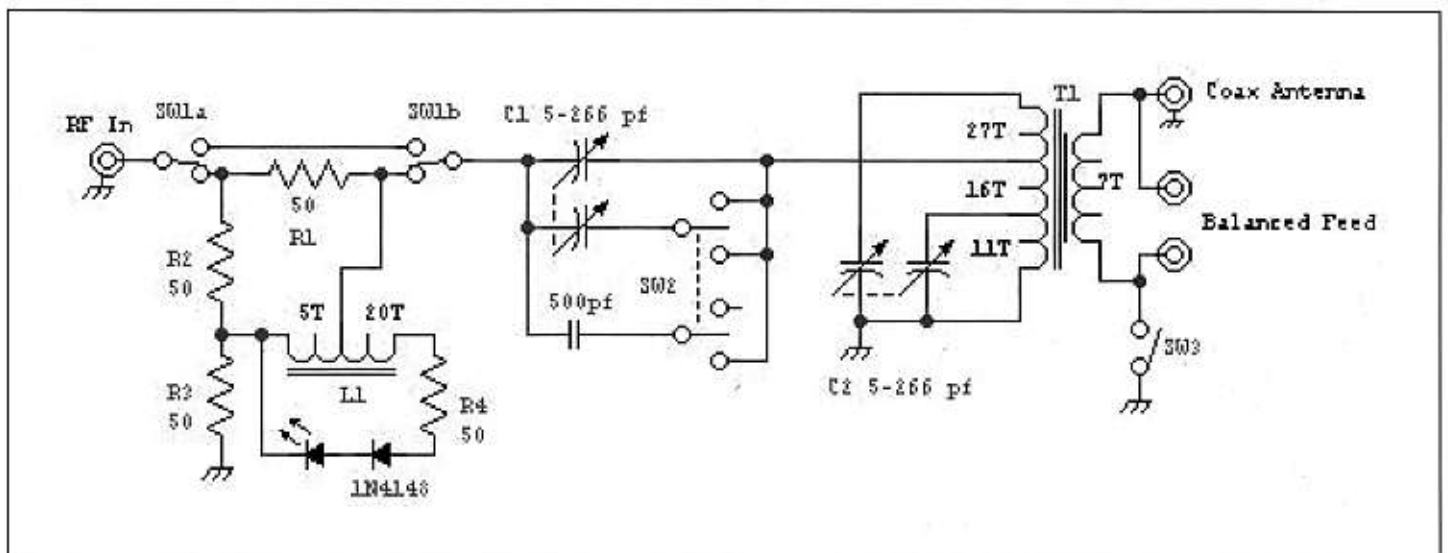 RF In
SW1a
SW1b
C1 5-266 pf
50
R1
R2
50
5T 20T
R3
50
L1
R4
50
1N4148
500pf
SW2
27T
16T
11T
T1
7T
C2 5-266 pf
Coax Antenna
Balanced Feed
SW3